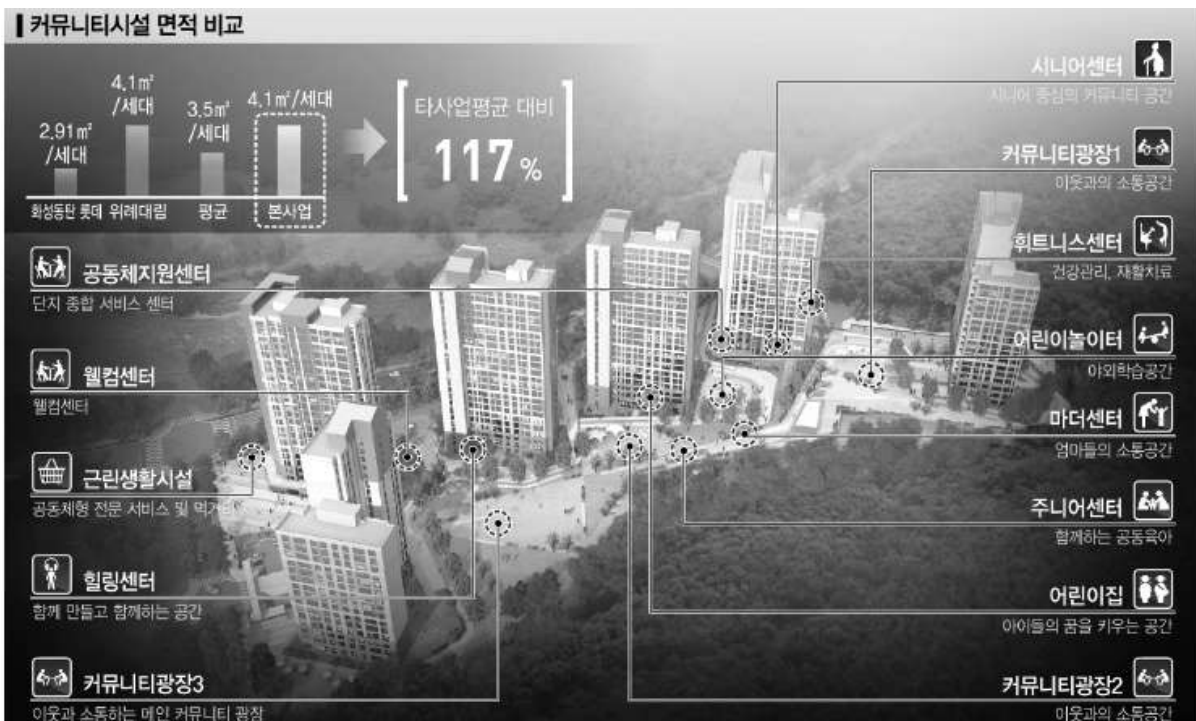 커뮤니티시설 면적 비교
2.91㎡
/세대
4.1㎡
/세대
3.5㎡
/세대
4.1㎡/세대
화성동탄 롯데 위례대림 평균 본사업
타사업평균 대비
117%
시니어센터
시니어 중심의 커뮤니티 공간
커뮤니티광장1
이웃과의 소통공간
휘트니스센터
건강관리, 재활치료
어린이놀이터
야외학습공간
마더센터
엄마들의 소통공간
주니어센터
함께하는 공동육아
어린이집
아이들의 꿈을 키우는 공간
커뮤니티광장2
이웃과의 소통공간
공동체지원센터
단지 종합 서비스 센터
웰컴센터
웰컴센터
근린생활시설
공동체형 전문 서비스 및 먹거리
힐링센터
함께 만들고 함께하는 공간
커뮤니티광장3
이웃과 소통하는 메인 커뮤니티 광장